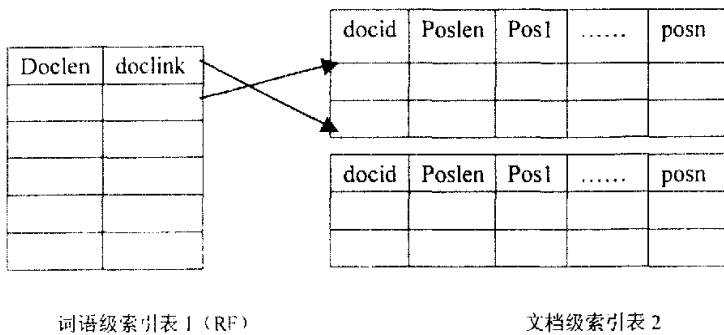 docid Poslen Pos1 ...... posn
Doclen doclink
docid Poslen Pos1 ...... posn
词语级索引表 1（RF）
文档级索引表 2